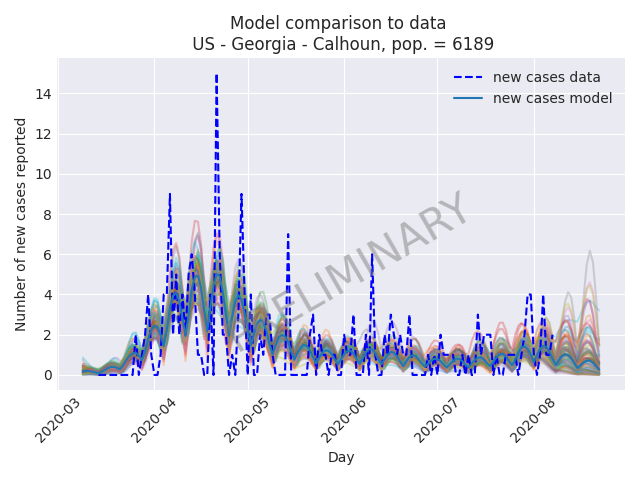 Model comparison to data
US - Georgia - Calhoun, pop. = 6189
new cases data
new cases model
Number of new cases reported
14
12
10
8
6
4
2
0
PRELIMINARY
2020-03
2020-04
2020-05
2020-06
2020-07
2020-08
Day